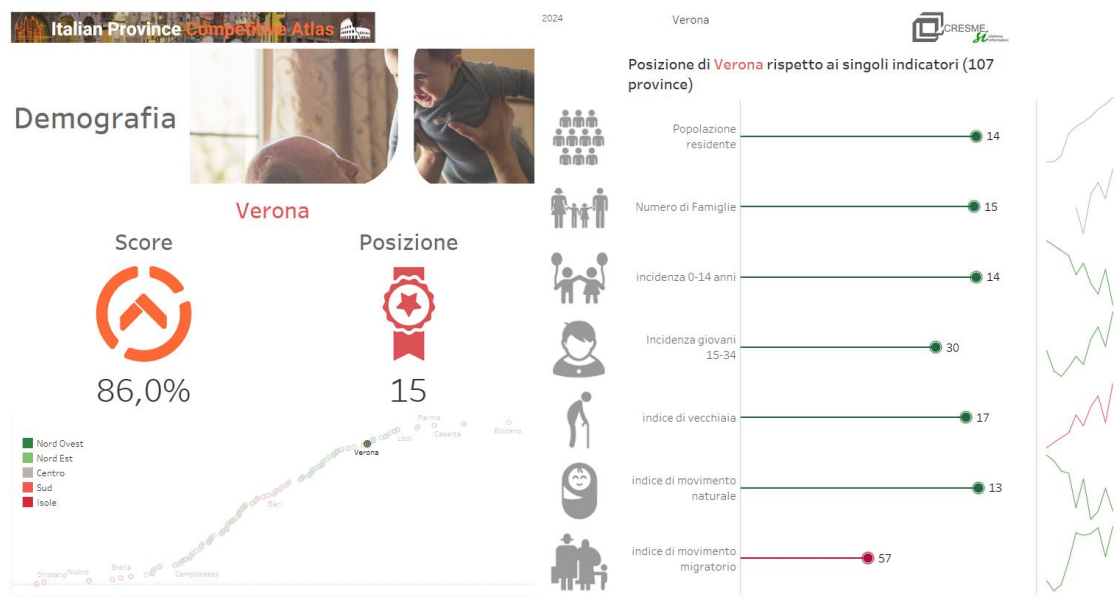 Italian Province Competitive Atlas
Demografia
Verona
Score
Posizione
86,0%
15
Nord Ovest
Nord Est
Centro
Sud
Isole
Parma
Caserta
Bolzano
Lodi
Verona
Bari
Biella
Nuoro
Oristano
Campobasso
2024
Verona
CRESME
si sistema
informativo
Posizione di Verona rispetto ai singoli indicatori (107
province)
Popolazione
residente
14
Numero di Famiglie
15
incidenza 0-14 anni
14
Incidenza giovani
15-34
30
indice di vecchiaia
17
indice di movimento
naturale
13
indice di movimento
migratorio
57